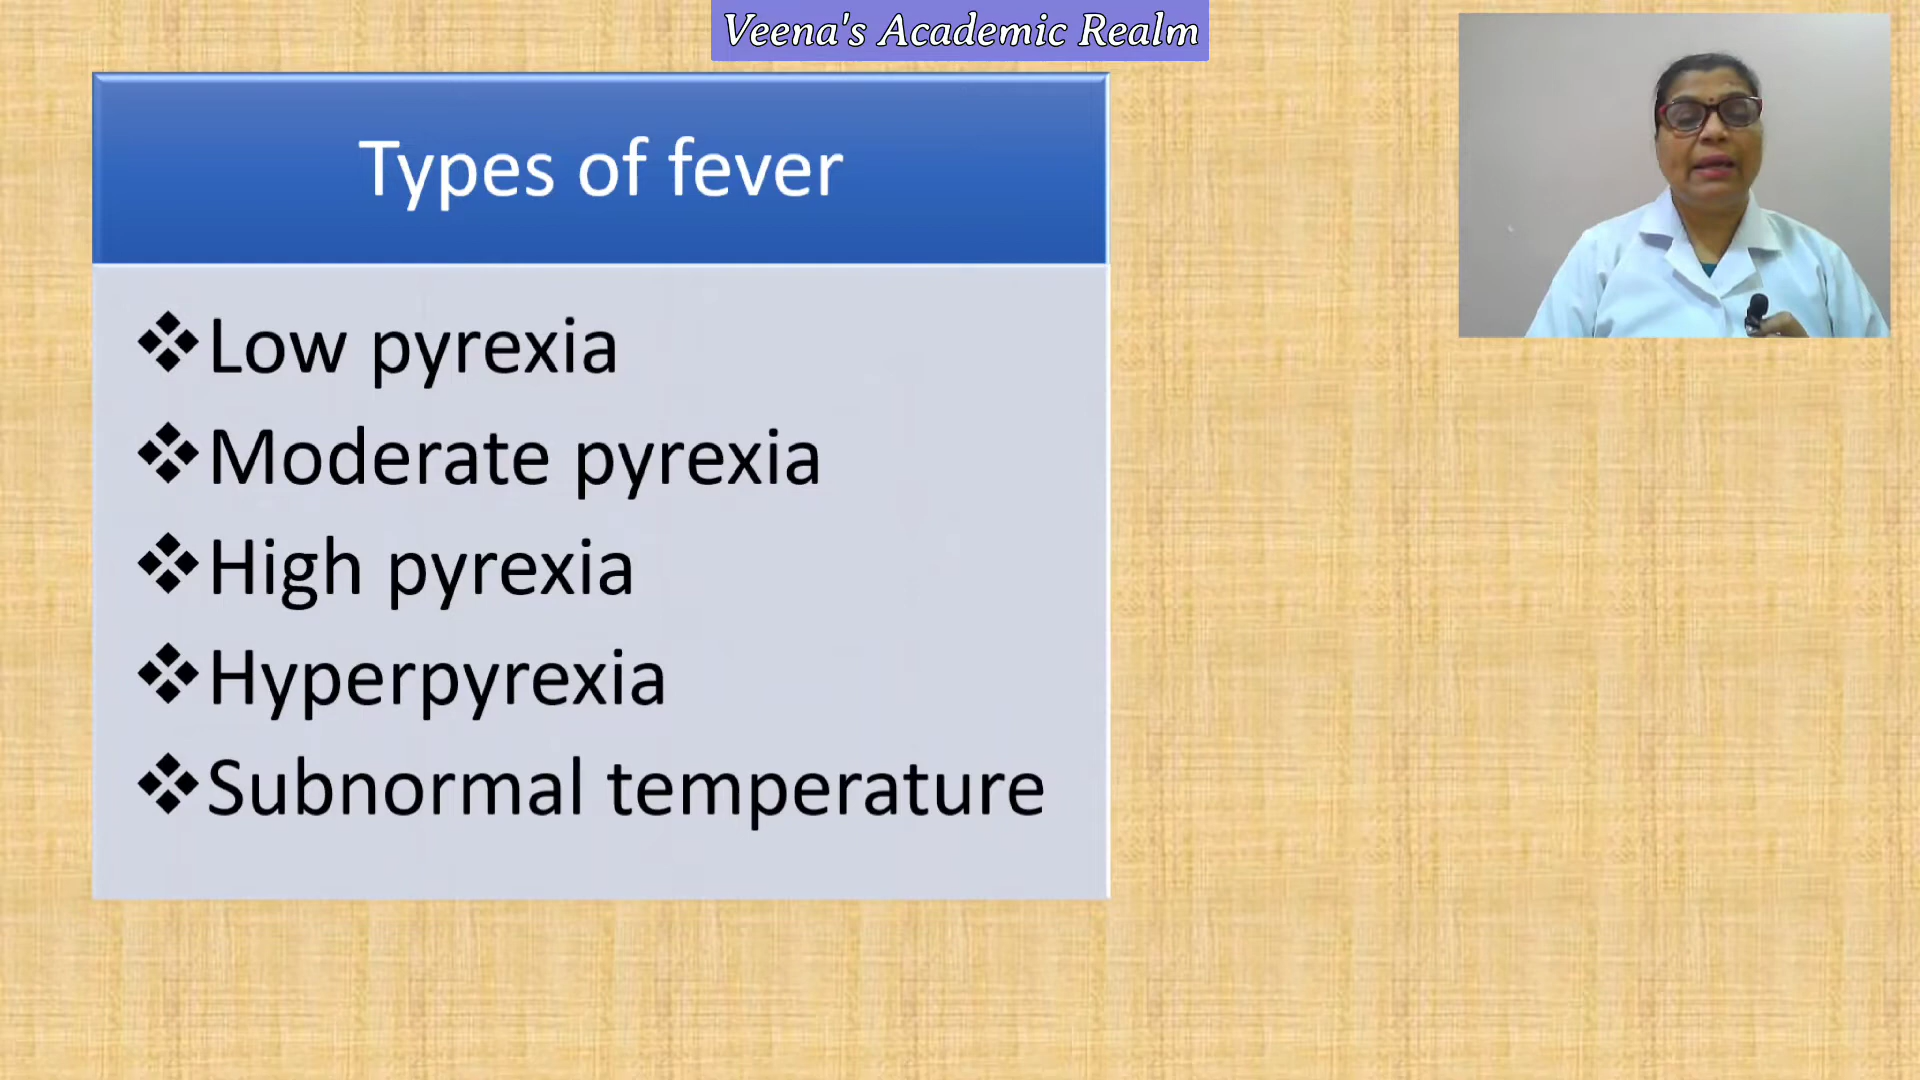 Veena's Academic Realm
Types of fever
❖Low pyrexia
❖Moderate pyrexia
❖High pyrexia
❖Hyperpyrexia
❖Subnormal temperature